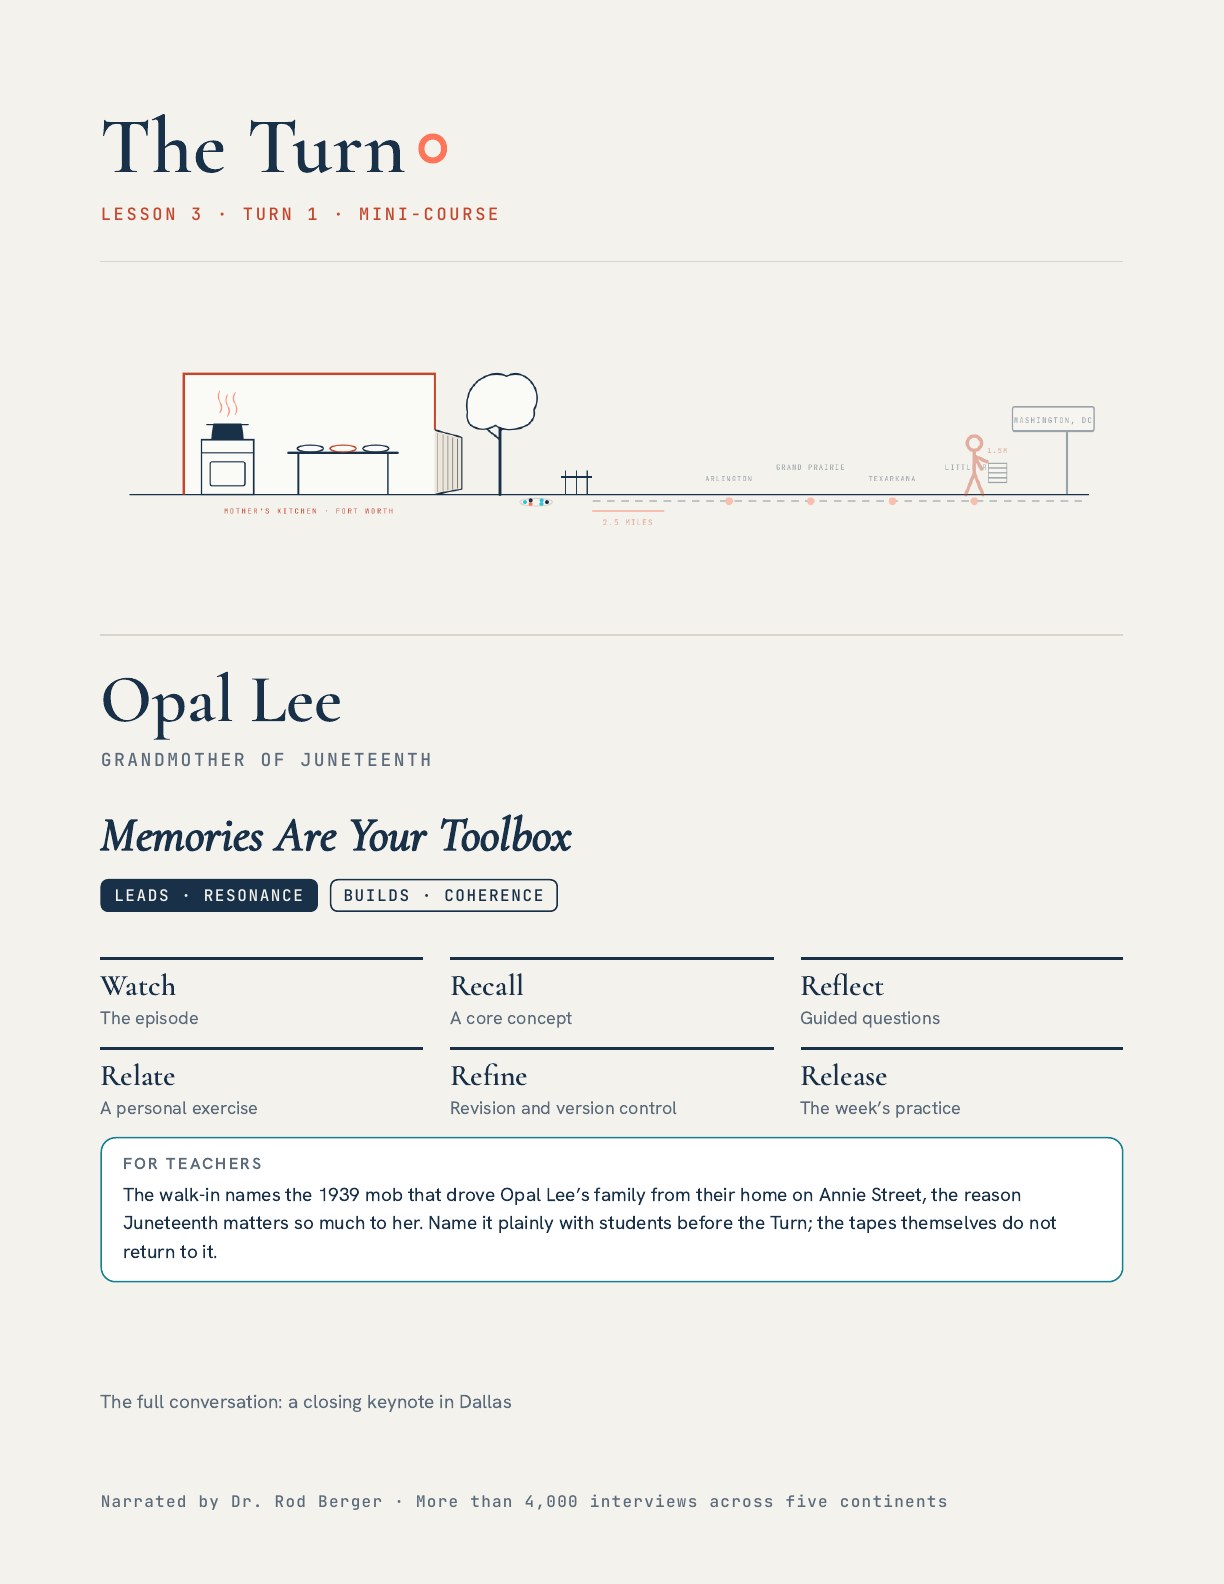 The Turn
LESSON 3 · TURN 1 · MINI-COURSE
WASHINGTON, DC
1.5M
GRAND PRAIRIE
LITTL
ARLINGTON
TEXARKANA
MOTHER'S KITCHEN · FORT WORTH
2.5 MILES
Opal Lee
GRANDMOTHER OF JUNETEENTH
Memories Are Your Toolbox
LEADS · RESONANCE
BUILDS · COHERENCE
Watch
The episode
Recall
A core concept
Reflect
Guided questions
Relate
A personal exercise
Refine
Revision and version control
Release
The week’s practice
FOR TEACHERS
The walk-in names the 1939 mob that drove Opal Lee’s family from their home on Annie Street, the reason
Juneteenth matters so much to her. Name it plainly with students before the Turn; the tapes themselves do not
return to it.
The full conversation: a closing keynote in Dallas
Narrated by Dr. Rod Berger · More than 4,000 interviews across five continents